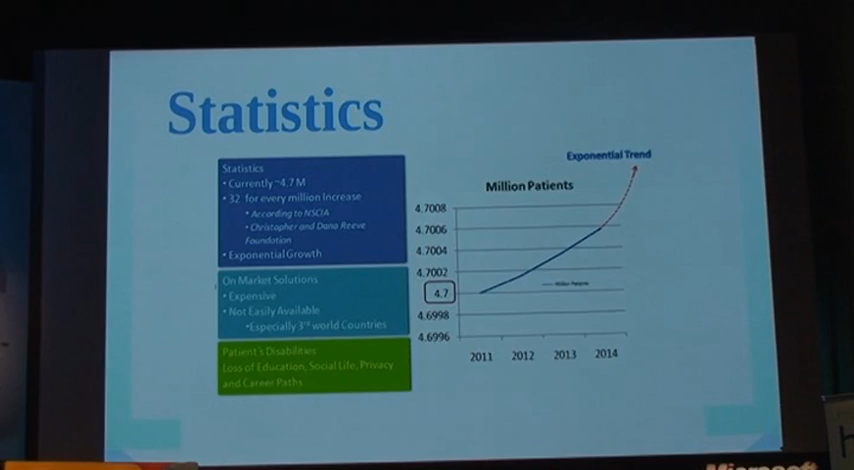 Statistics
Statistics
• Currently ~4.7 M
• 32 for every million Increase
• According to NSCIA
• Christopher and Dana Reeve
Foundation
• Exponential Growth
On Market Solutions
• Expensive
• Not Easily Available
•Especially 3rd world Countries
Patient's Disabilities
Loss of Education, Social Life, Privacy
and Career Paths
Exponential Trend
Million Patients
4.7008
4.7006
4.7004
4.7002
4.7
4.6998
4.6996
Million Patients
2011 2012 2013 2014
Microsoft